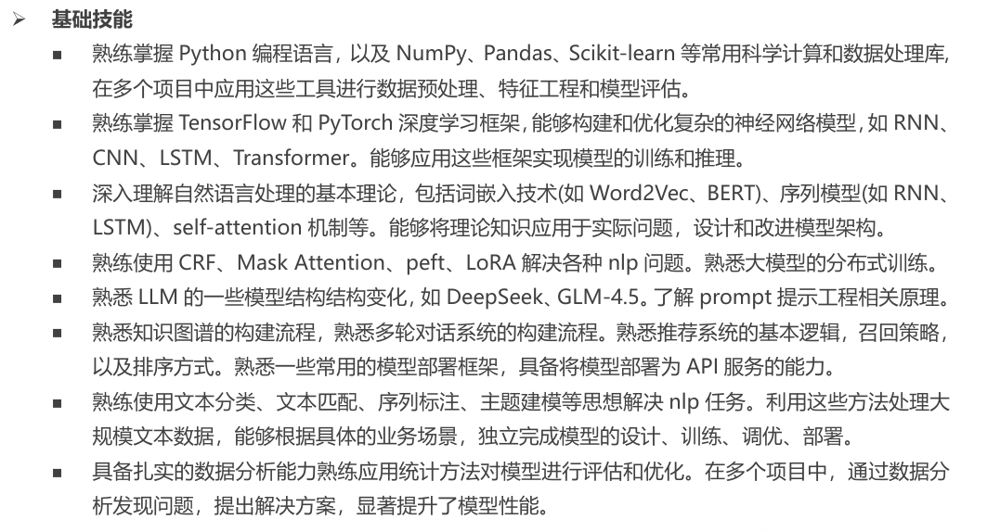 ➢ 基础技能
▪ 熟练掌握 Python 编程语言，以及 NumPy、Pandas、Scikit-learn 等常用科学计算和数据处理库,
在多个项目中应用这些工具进行数据预处理、特征工程和模型评估。
▪ 熟练掌握 TensorFlow 和 PyTorch 深度学习框架，能够构建和优化复杂的神经网络模型，如 RNN、
CNN、LSTM、Transformer。能够应用这些框架实现模型的训练和推理。
▪ 深入理解自然语言处理的基本理论，包括词嵌入技术(如 Word2Vec、BERT)、序列模型(如 RNN、
LSTM)、self-attention 机制等。能够将理论知识应用于实际问题，设计和改进模型架构。
▪ 熟练使用 CRF、Mask Attention、peft、LoRA 解决各种 nlp 问题。熟悉大模型的分布式训练。
▪ 熟悉 LLM 的一些模型结构结构变化，如 DeepSeek、GLM-4.5。了解 prompt 提示工程相关原理。
▪ 熟悉知识图谱的构建流程，熟悉多轮对话系统的构建流程。熟悉推荐系统的基本逻辑，召回策略，
以及排序方式。熟悉一些常用的模型部署框架，具备将模型部署为 API 服务的能力。
▪ 熟练使用文本分类、文本匹配、序列标注、主题建模等思想解决 nlp 任务。利用这些方法处理大
规模文本数据，能够根据具体的业务场景，独立完成模型的设计、训练、调优、部署。
▪ 具备扎实的数据分析能力熟练应用统计方法对模型进行评估和优化。在多个项目中，通过数据分
析发现问题，提出解决方案，显著提升了模型性能。